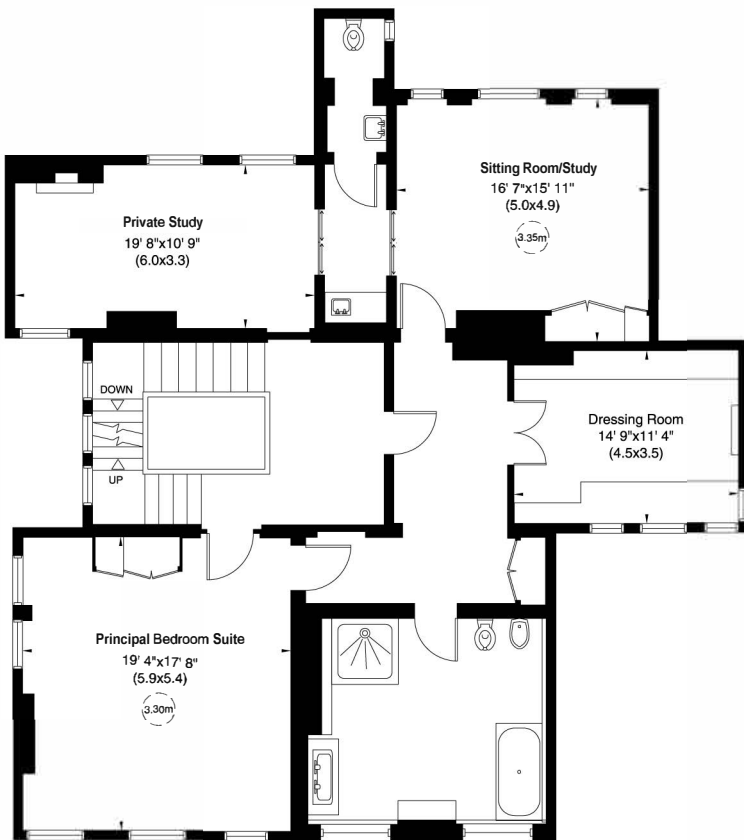 Sitting Room/Study
16' 7"x15' 11"
(5.0x4.9)
3.35m
Private Study
19' 8"x10' 9"
(6.0x3.3)
DOWN
UP
Dressing Room
14' 9"x11' 4"
(4.5x3.5)
Principal Bedroom Suite
19' 4"x17' 8"
(5.9x5.4)
3.30m